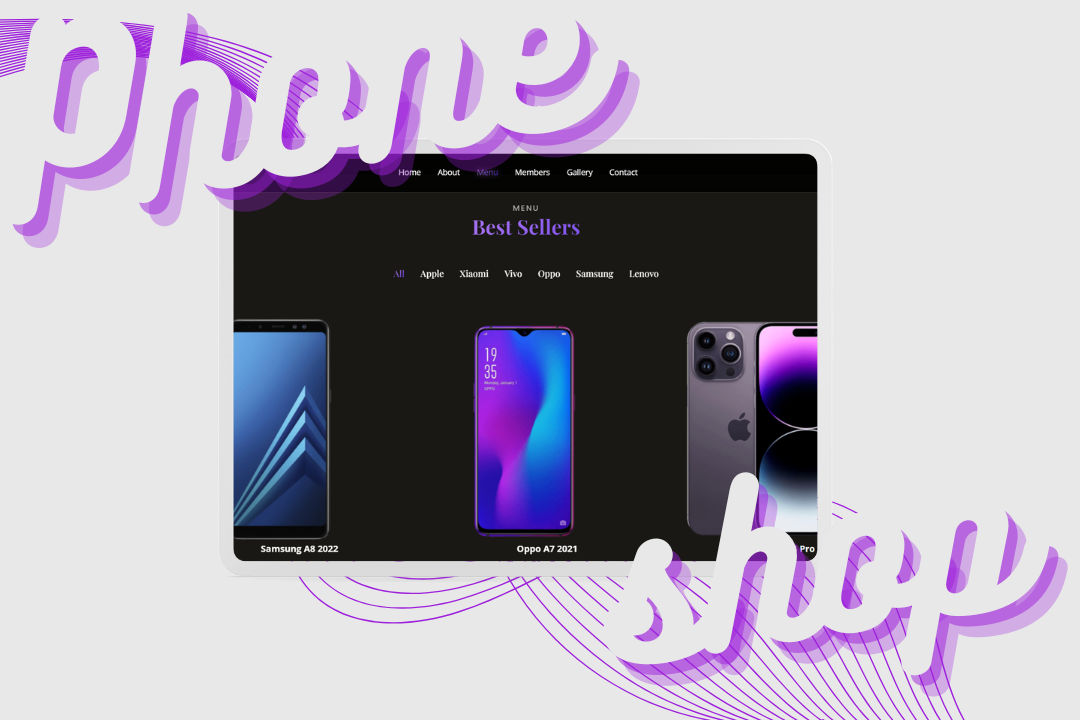 phone
Home About Menu Members Gallery Contact
MENU
Best Sellers
All Apple Xiaomi Vivo Oppo Samsung Lenovo
19
35
Samsung A8 2022
Oppo A7 2021
Pro
shop